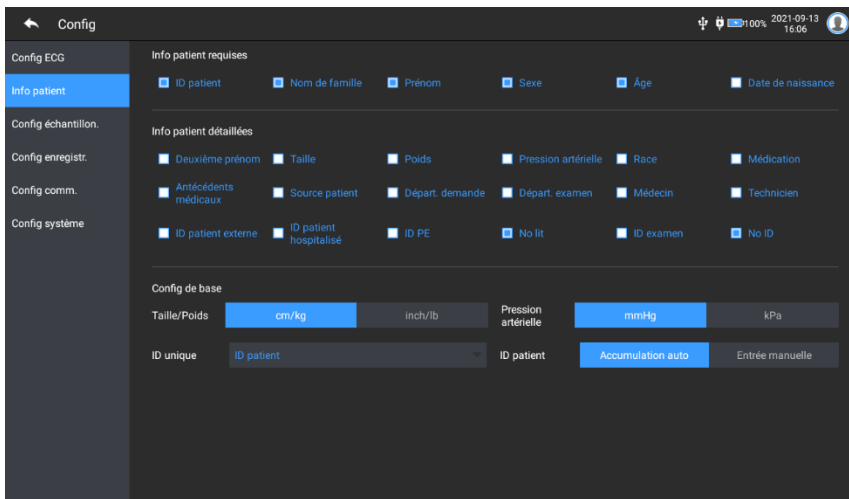 Config
100%
2021-09-13
16:06
Config ECG
Info patient
Config échantillon.
Config enregistr.
Config comm.
Config système
Info patient requises
ID patient Nom de famille Prénom Sexe Âge Date de naissance
Info patient détaillées
Deuxième prénom Taille Poids Pression artérielle Race Médication
Antécédents
médicaux
Source patient Départ. demande Départ. examen Médecin Technicien
ID patient externe
ID patient
hospitalisé
ID PE No lit ID examen No ID
Config de base
Taille/Poids cm/kg inch/lb
Pression
artérielle
mmHg kPa
ID unique ID patient
ID patient Accumulation auto Entrée manuelle